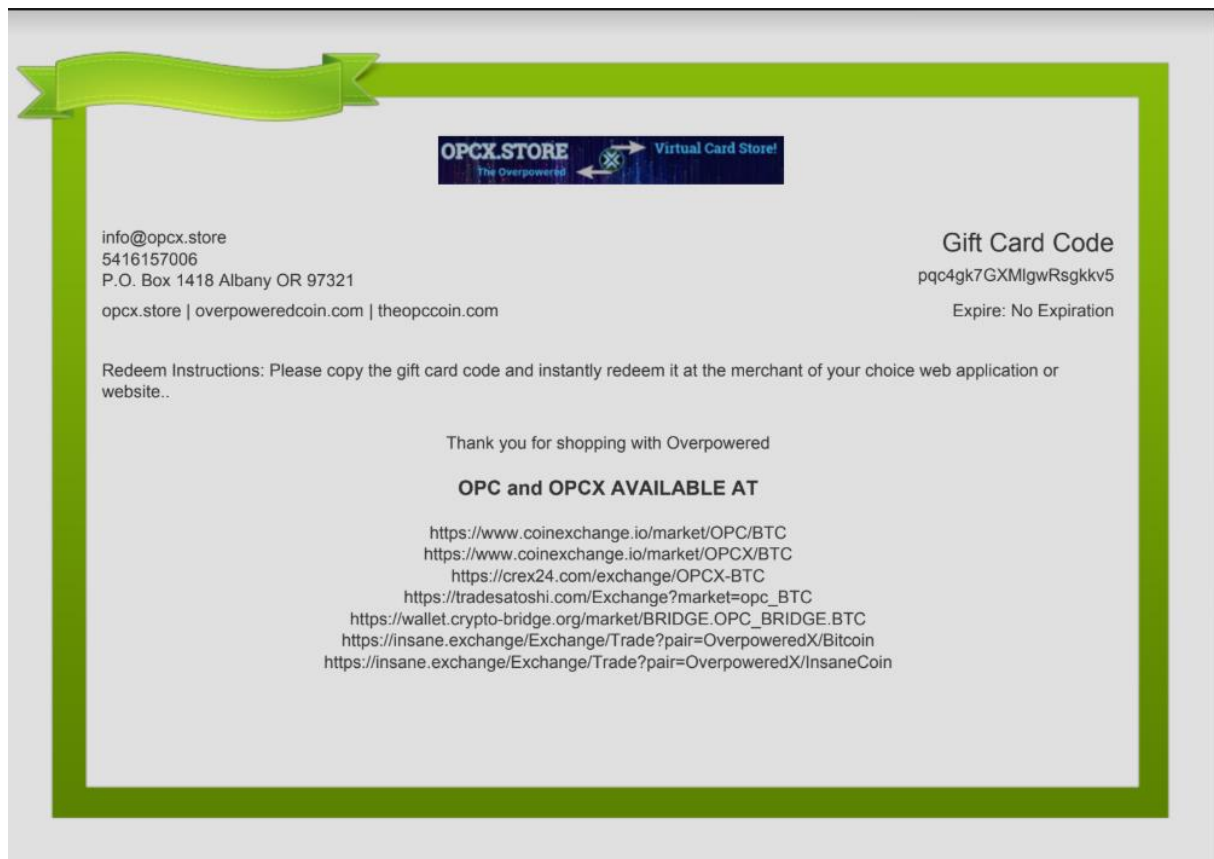 OPCX.STORE
The Overpowered
Virtual Card Store!
info@opcx.store
5416157006
P.O. Box 1418 Albany OR 97321
opcx.store | overpoweredcoin.com | theopccoin.com
Gift Card Code
pqc4gk7GXMlgwRsgkkv5
Expire: No Expiration
Redeem Instructions: Please copy the gift card code and instantly redeem it at the merchant of your choice web application or
website..
Thank you for shopping with Overpowered
OPC and OPCX AVAILABLE AT
https://www.coinexchange.io/market/OPC/BTC
https://www.coinexchange.io/market/OPCX/BTC
https://crex24.com/exchange/OPCX-BTC
https://tradesatoshi.com/Exchange?market=opc_BTC
https://wallet.crypto-bridge.org/market/BRIDGE.OPC_BRIDGE.BTC
https://insane.exchange/Exchange/Trade?pair=OverpoweredX/Bitcoin
https://insane.exchange/Exchange/Trade?pair=OverpoweredX/InsaneCoin